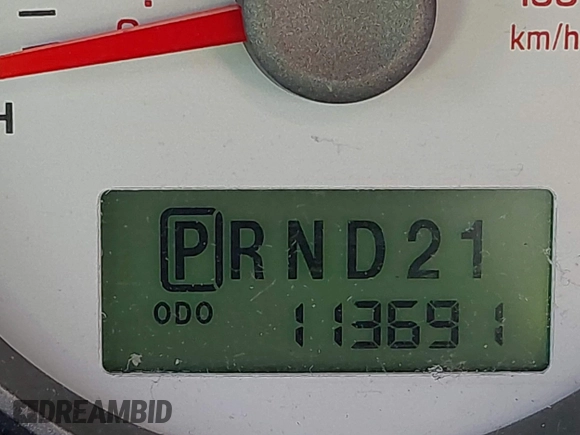 km/h
H
PRND21
ODO 113691
DREAMBID